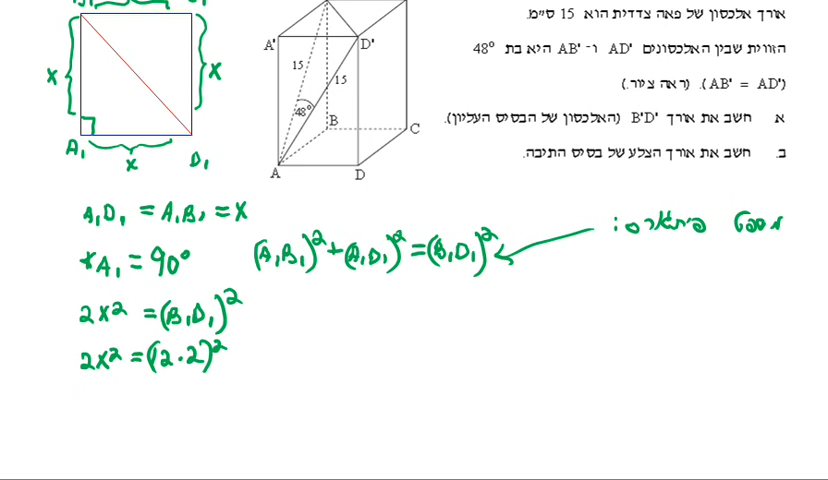 אורך אלכסון של פאה צדדית הוא 15 ס״מ.
הזווית שבין האלכסונים AD' ו- AB' היא בת 48°
(AB' = AD'). (ראה ציור.)
א. חשב את אורך B'D' (האלכסון של הבסיס העליון).
ב. חשב את אורך הצלע של בסיס התיבה.
X
X
A₁
X
D₁
A'
D'
15
15
48°
B
C
A
D
משפט פיתגורס:
A₁D₁ = A₁B₁ = X
∢A₁ = 90°
(A₁B₁)² + (A₁D₁)² = (B₁D₁)²
2X² = (B₁D₁)²
2X² = (12.2)²